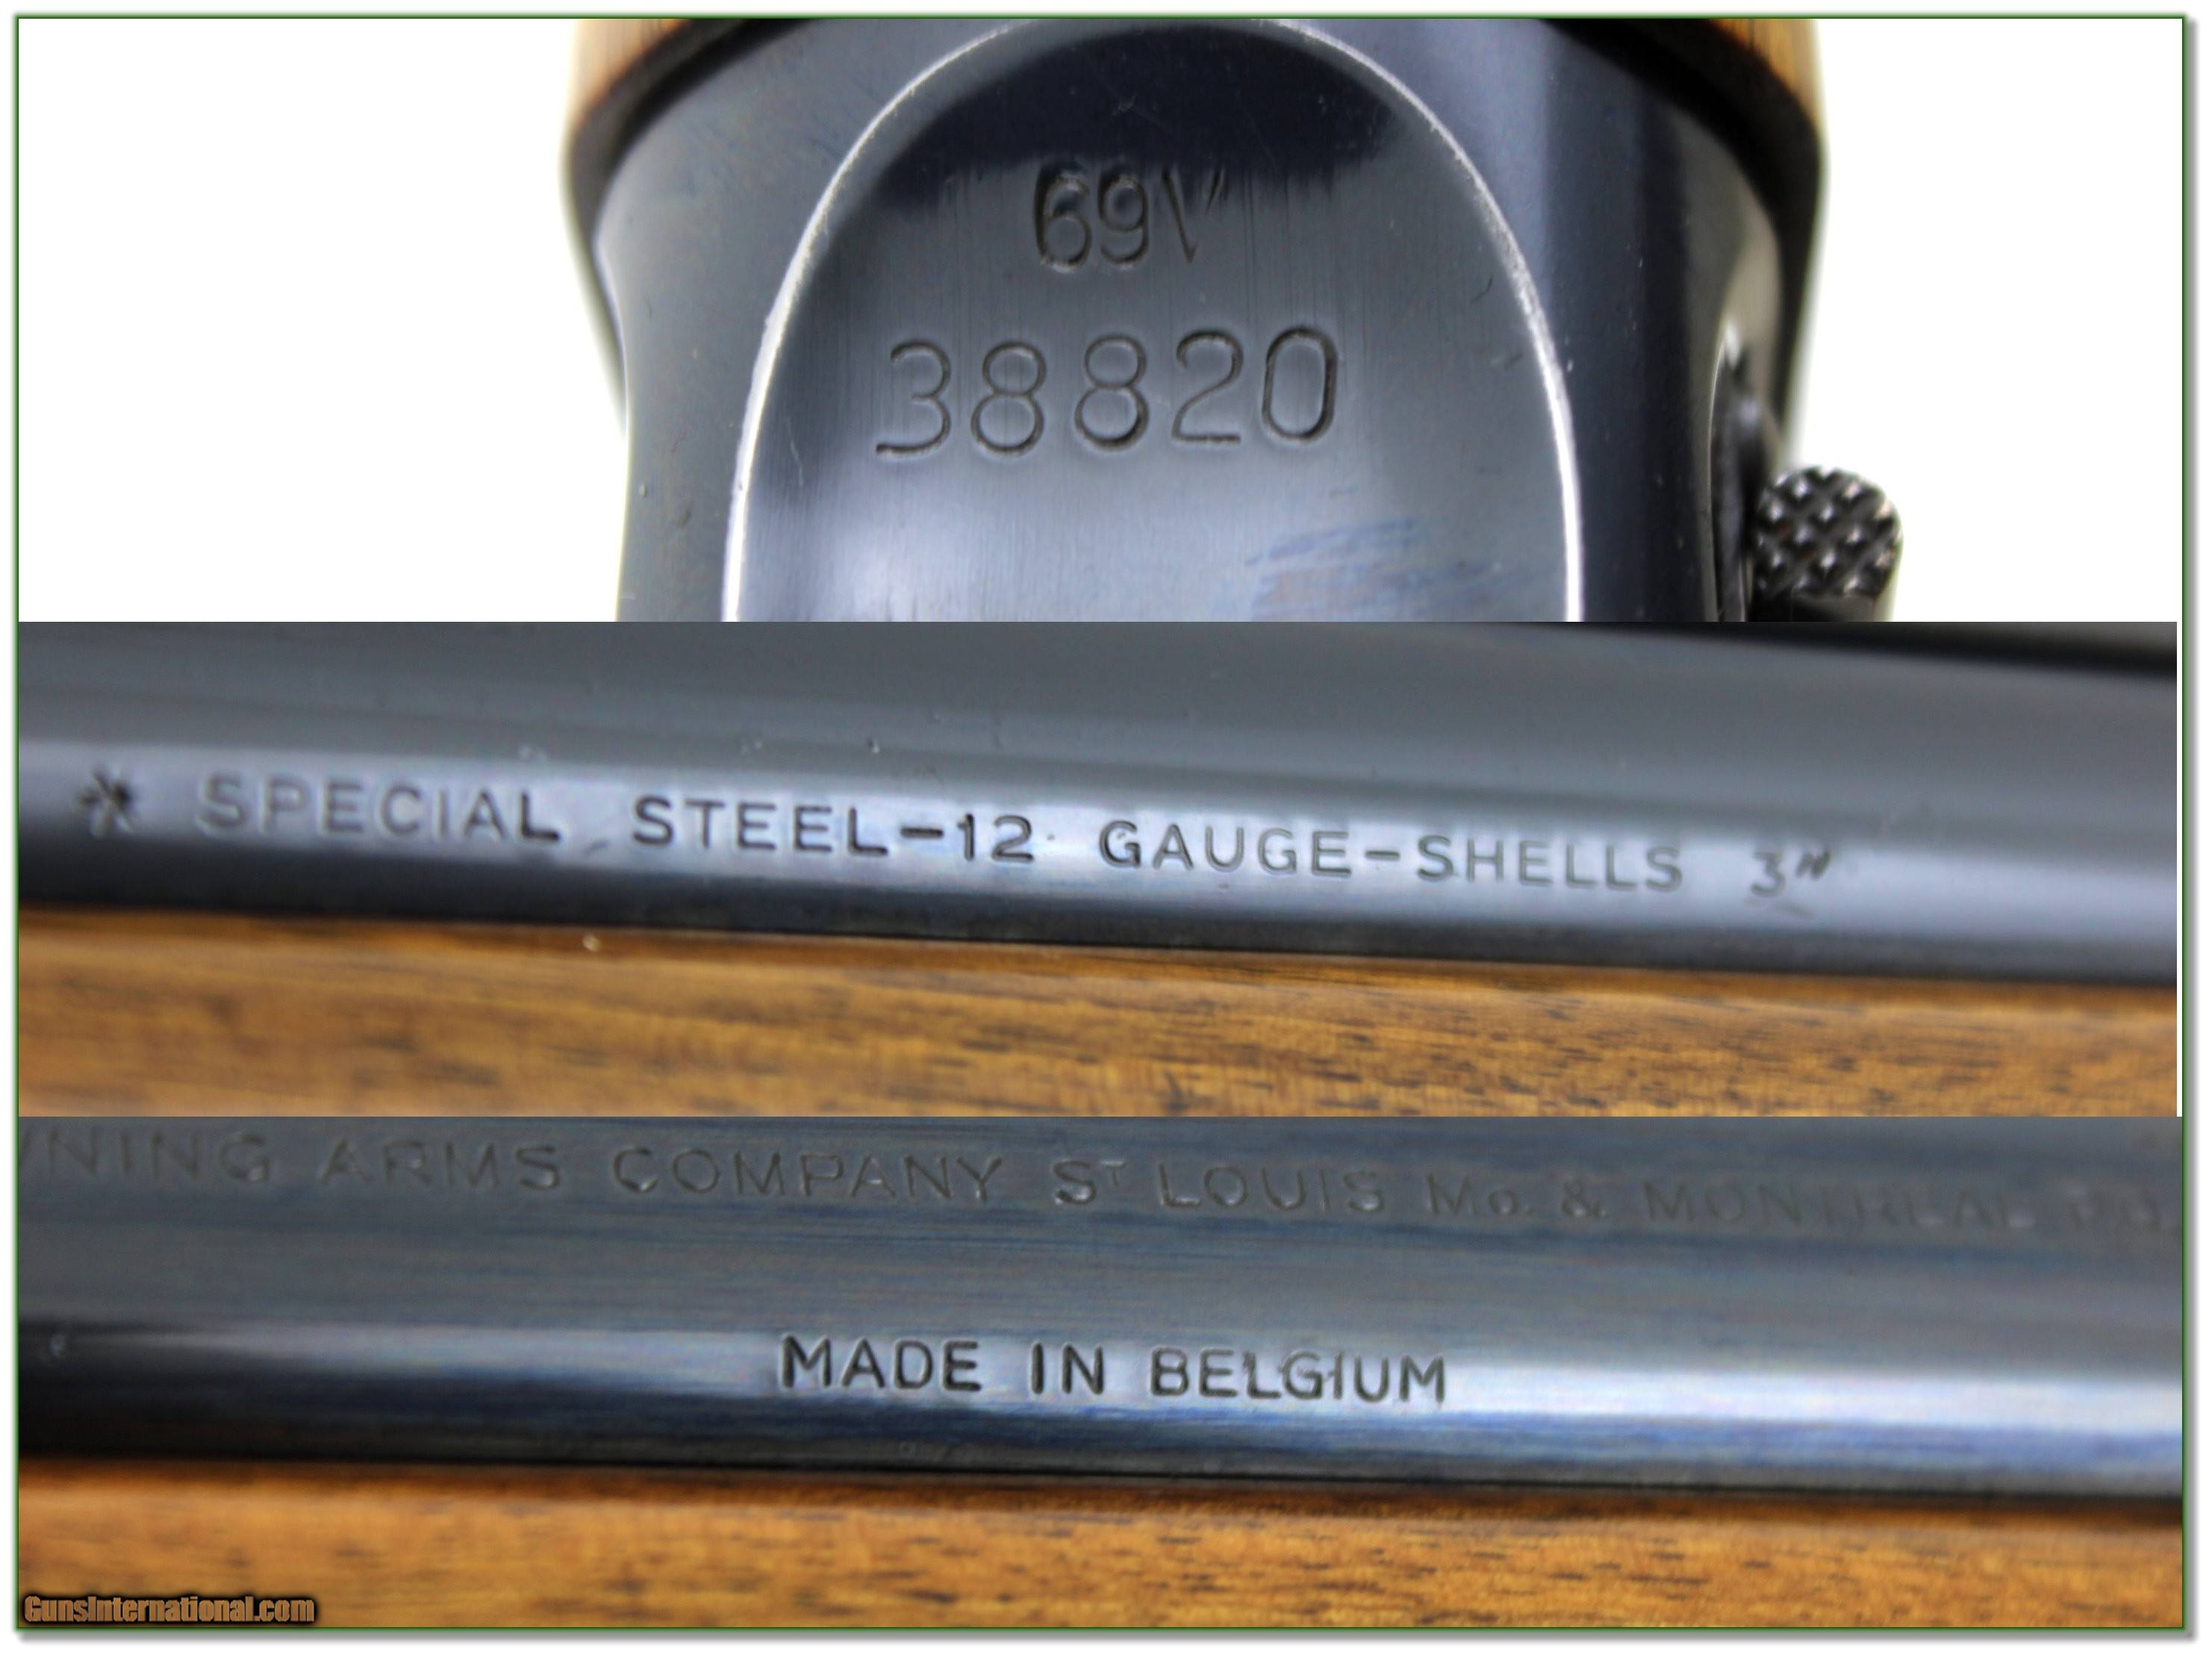 69V
38820
* SPECIAL STEEL-12 GAUGE-SHELLS 3"
WNING ARMS COMPANY ST LOUIS Mo. & MONTREAL P.Q.
MADE IN BELGIUM
GunsInternational.com